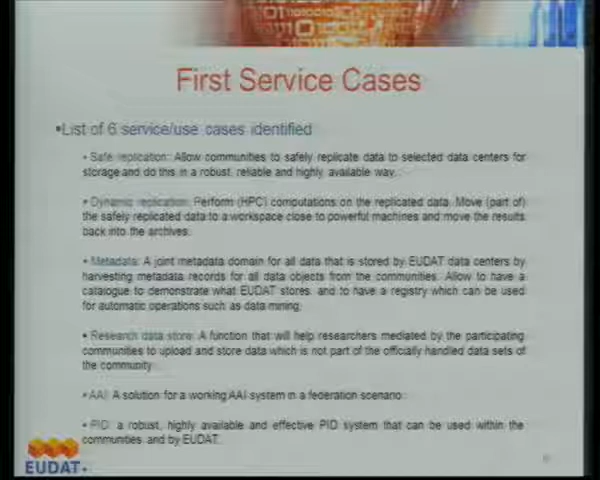 First Service Cases
▪List of 6 service/use cases identified
• Safe replication: Allow communities to safely replicate data to selected data centers for
storage and do this in a robust, reliable and highly available way.
• Dynamic replication: Perform (HPC) computations on the replicated data. Move (part of)
the safely replicated data to a workspace close to powerful machines and move the results
back into the archives.
• Metadata: A joint metadata domain for all data that is stored by EUDAT data centers by
harvesting metadata records for all data objects from the communities. Allow to have a
catalogue to demonstrate what EUDAT stores, and to have a registry which can be used
for automatic operations such as data mining.
• Research data store: A function that will help researchers mediated by the participating
communities to upload and store data which is not part of the officially handled data sets of
the community.
• AAI: A solution for a working AAI system in a federation scenario.
• PID: a robust, highly available and effective PID system that can be used within the
communities and by EUDAT.
EUDAT